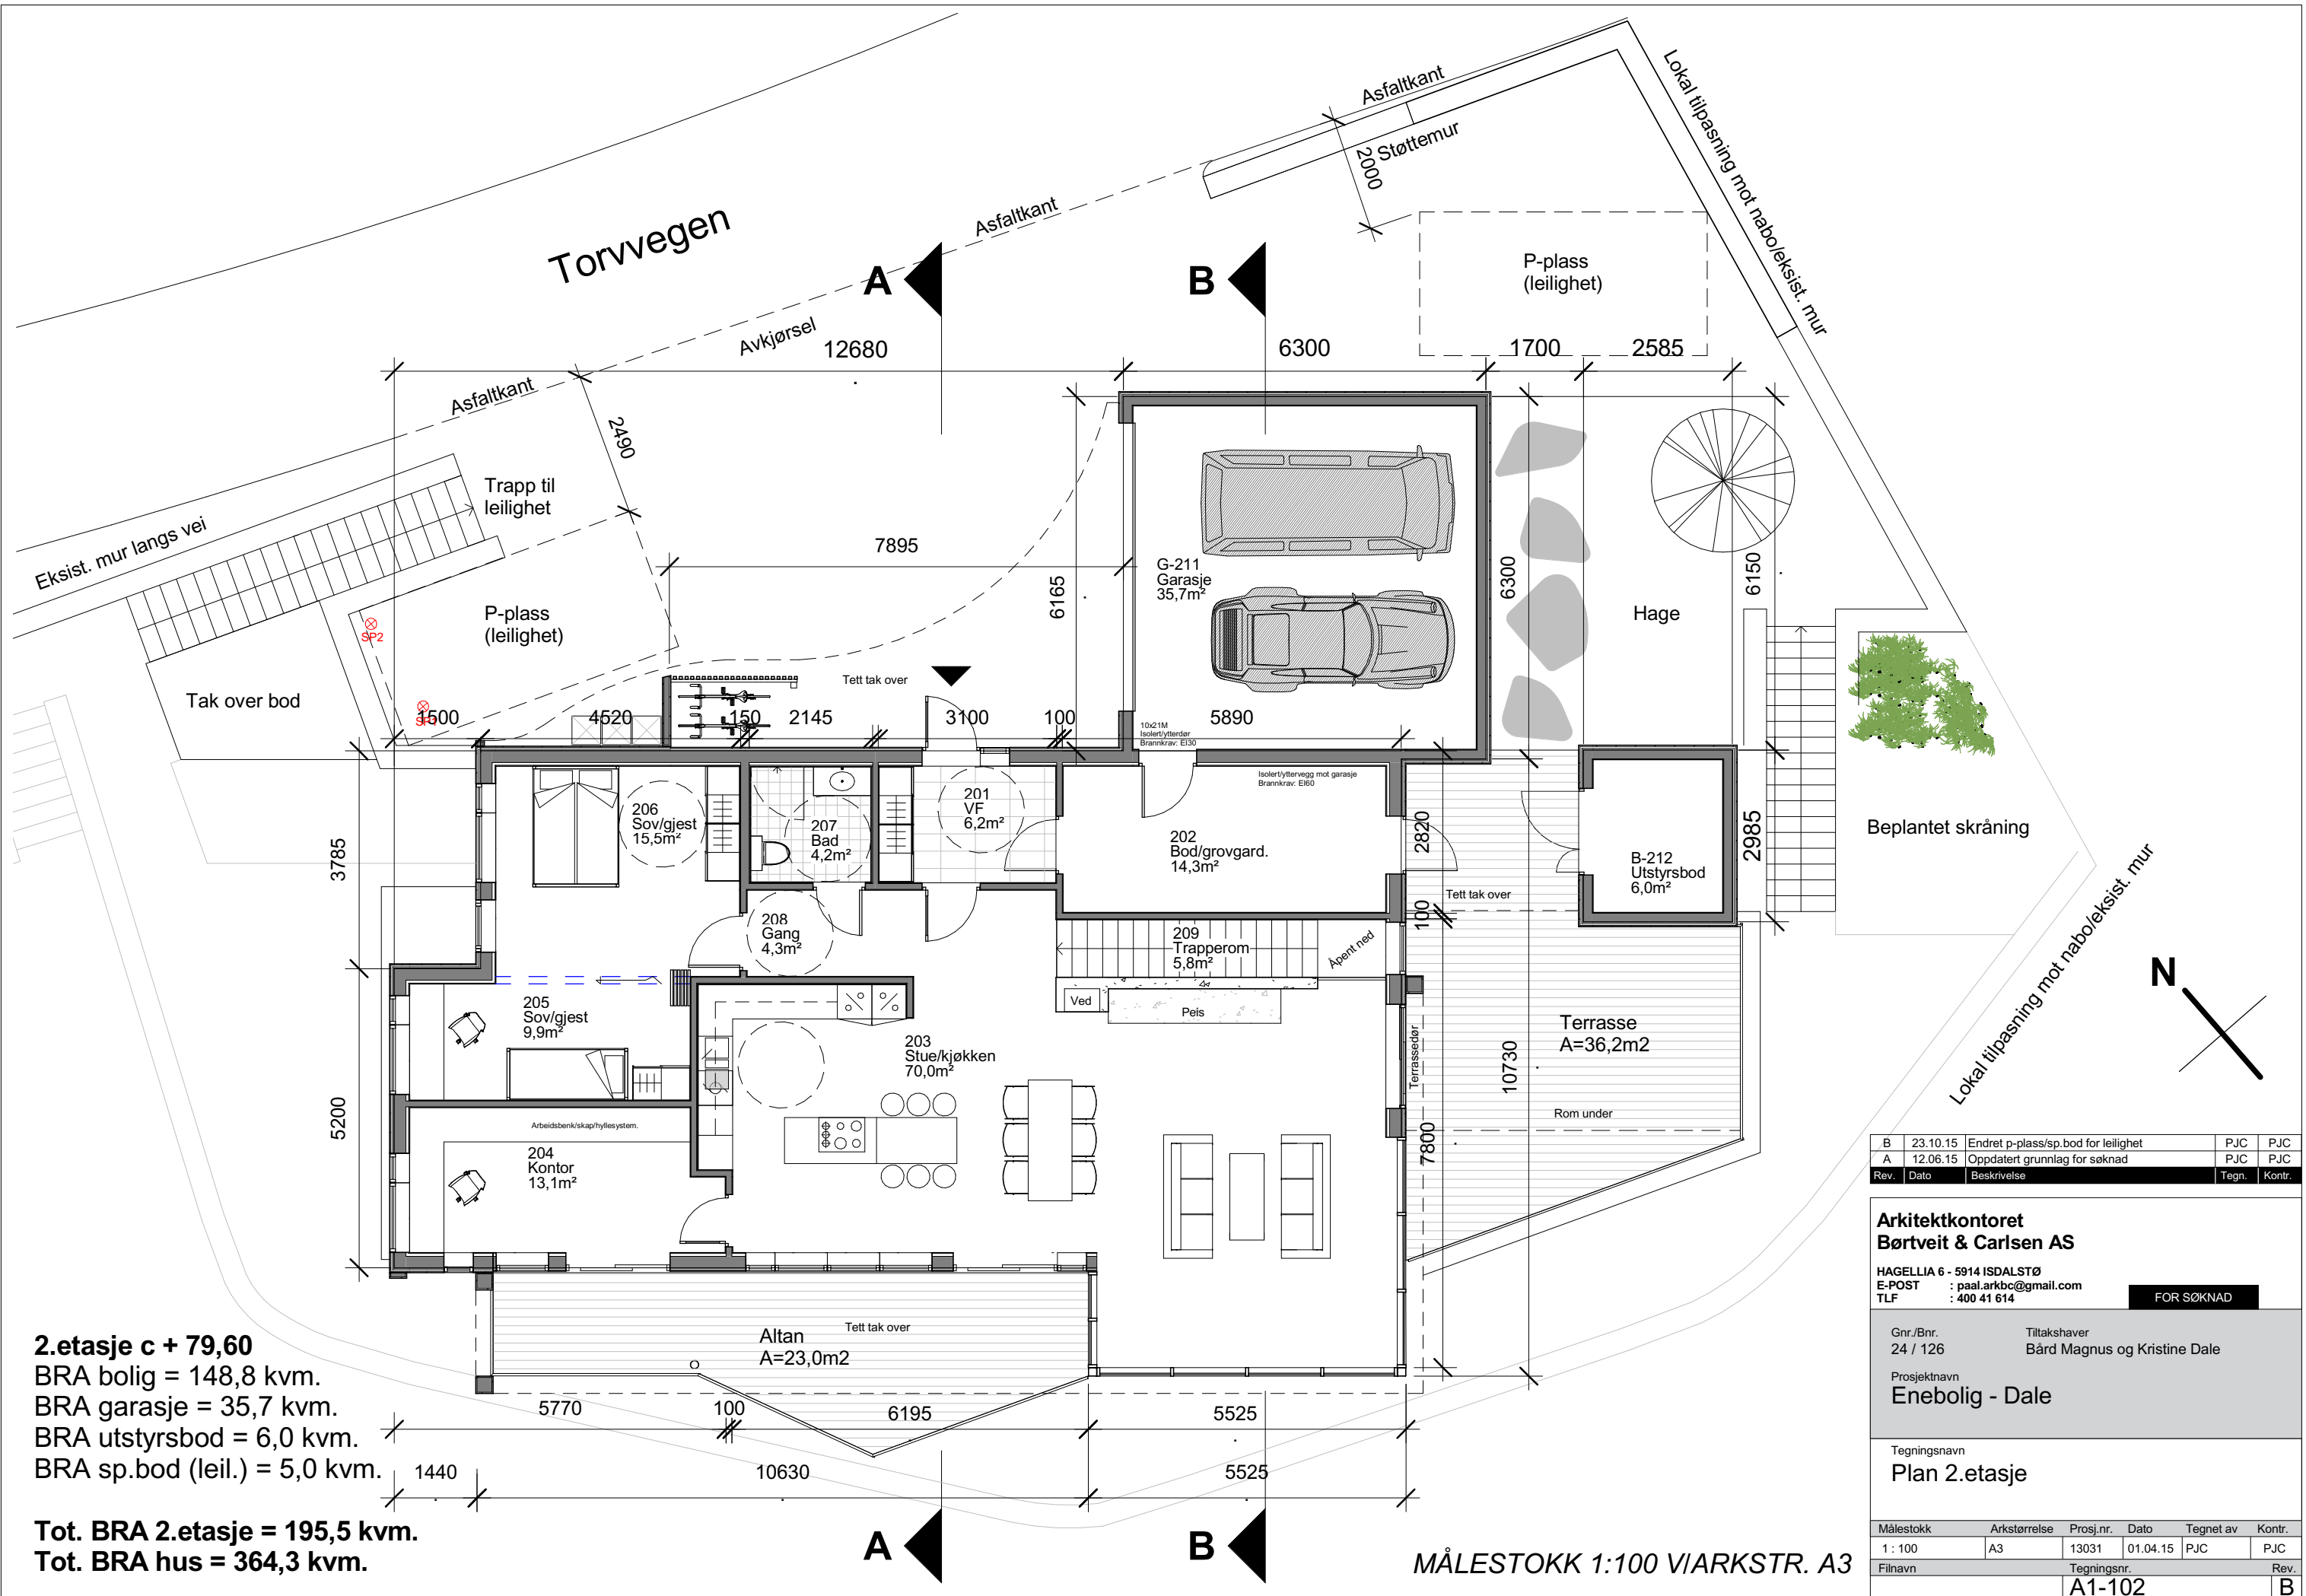 Asfaltkant
Lokal tilpasning mot nabo/eksist. mur
Støttemur
2000
Torvvegen
Asfaltkant
A
B
P-plass
(leilighet)
Avkjørsel
12680
6300
1700
2585
Asfaltkant
2490
Trapp til
leilighet
Eksist. mur langs vei
7895
G-211
Garasje
35,7m²
6165
6300
6150
Hage
P-plass
(leilighet)
SP2
Tak over bod
SP1
Tett tak over
1500
4520
150
2145
3100
100
5890
10x21M
Isolert/ytterdør
Brannkrav: EI30
Isolert/yttervegg mot garasje
Brannkrav: EI60
206
Sov/gjest
15,5m²
207
Bad
4,2m²
201
VF
6,2m²
202
Bod/grovgard.
14,3m²
2820
B-212
Utstyrsbod
6,0m²
2985
Beplantet skråning
3785
Tett tak over
100
208
Gang
4,3m²
209
Trapperom
5,8m²
Åpent ned
Lokal tilpasning mot nabo/eksist. mur
N
Ved
Peis
205
Sov/gjest
9,9m²
203
Stue/kjøkken
70,0m²
Terrassedør
Terrasse
A=36,2m2
10730
5200
Arbeidsbenk/skap/hyllesystem.
204
Kontor
13,1m²
Rom under
7800
B 23.10.15 Endret p-plass/sp.bod for leilighet PJC PJC
A 12.06.15 Oppdatert grunnlag for søknad PJC PJC
Rev. Dato Beskrivelse Tegn. Kontr.
Arkitektkontoret
Børtveit & Carlsen AS
HAGELLIA 6 - 5914 ISDALSTØ
E-POST : paal.arkbc@gmail.com
TLF : 400 41 614
FOR SØKNAD
Gnr./Bnr. Tiltakshaver
24 / 126 Bård Magnus og Kristine Dale
Prosjektnavn
Enebolig - Dale
Tegningsnavn
Plan 2.etasje
Målestokk Arkstørrelse Prosj.nr. Dato Tegnet av Kontr.
1 : 100 A3 13031 01.04.15 PJC PJC
Filnavn Tegningsnr. Rev.
A1-102 B
Altan
A=23,0m2
Tett tak over
2.etasje c + 79,60
BRA bolig = 148,8 kvm.
BRA garasje = 35,7 kvm.
BRA utstyrsbod = 6,0 kvm.
BRA sp.bod (leil.) = 5,0 kvm.
5770
100
6195
5525
1440
10630
5525
Tot. BRA 2.etasje = 195,5 kvm.
Tot. BRA hus = 364,3 kvm.
A
B
MÅLESTOKK 1:100 V/ARKSTR. A3